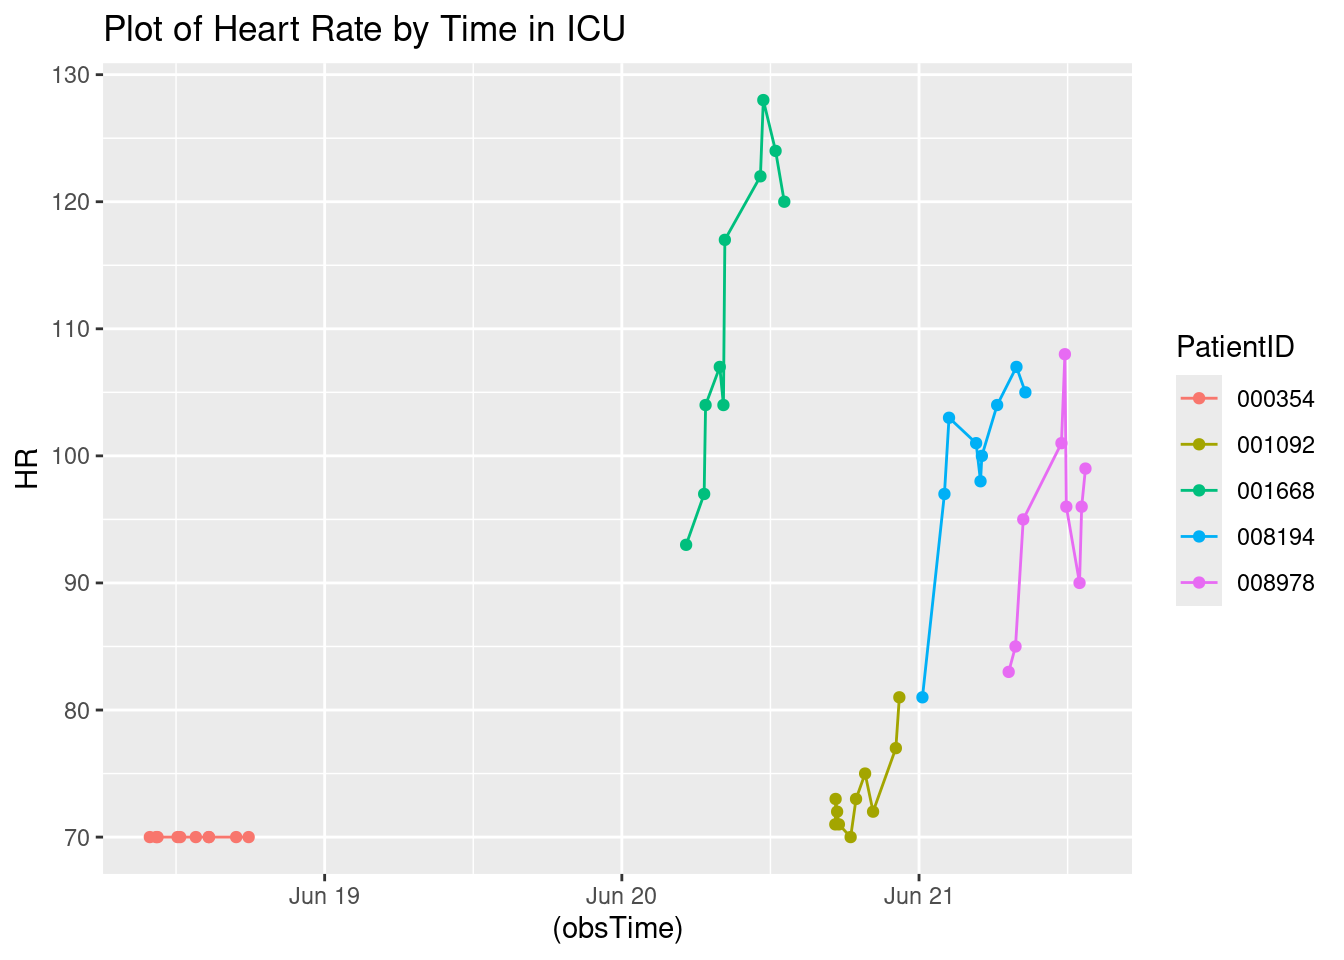 Plot of Heart Rate by Time in ICU
130
120
110
100
90
80
70
HR
Jun 19
Jun 20
Jun 21
(obsTime)
PatientID
000354
001092
001668
008194
008978